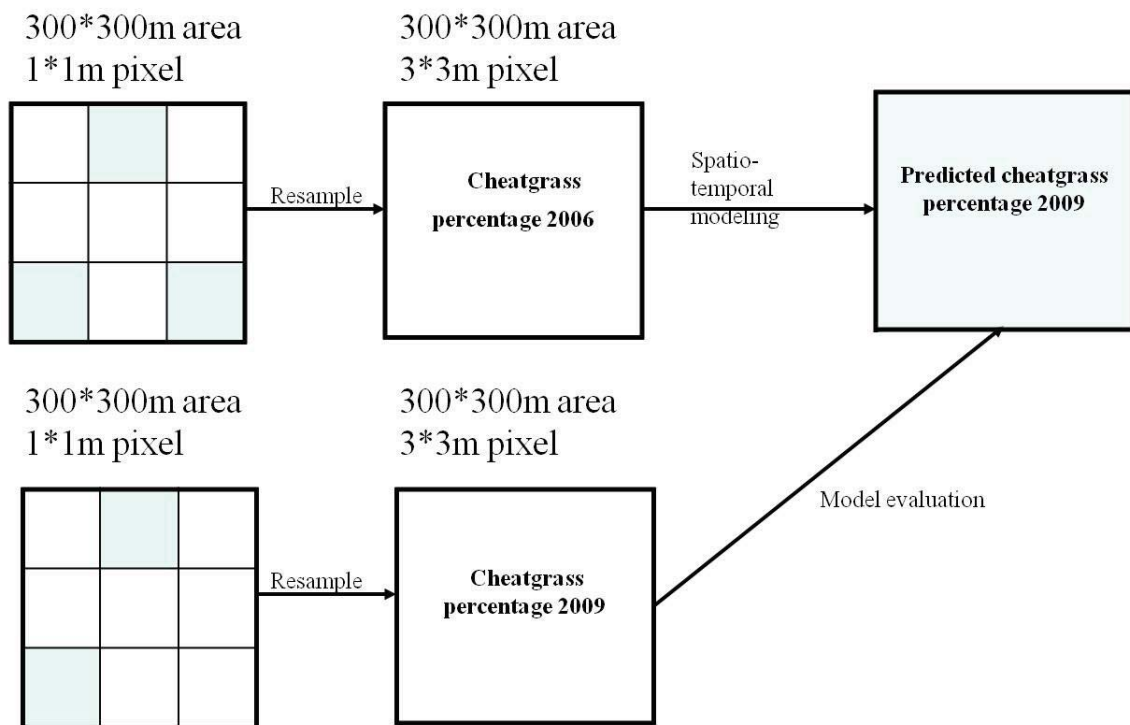 300*300m area
1*1m pixel
300*300m area
3*3m pixel
Resample
Cheatgrass
percentage 2006
Spatio-
temporal
modeling
Predicted cheatgrass
percentage 2009
300*300m area
1*1m pixel
300*300m area
3*3m pixel
Resample
Cheatgrass
percentage 2009
Model evaluation